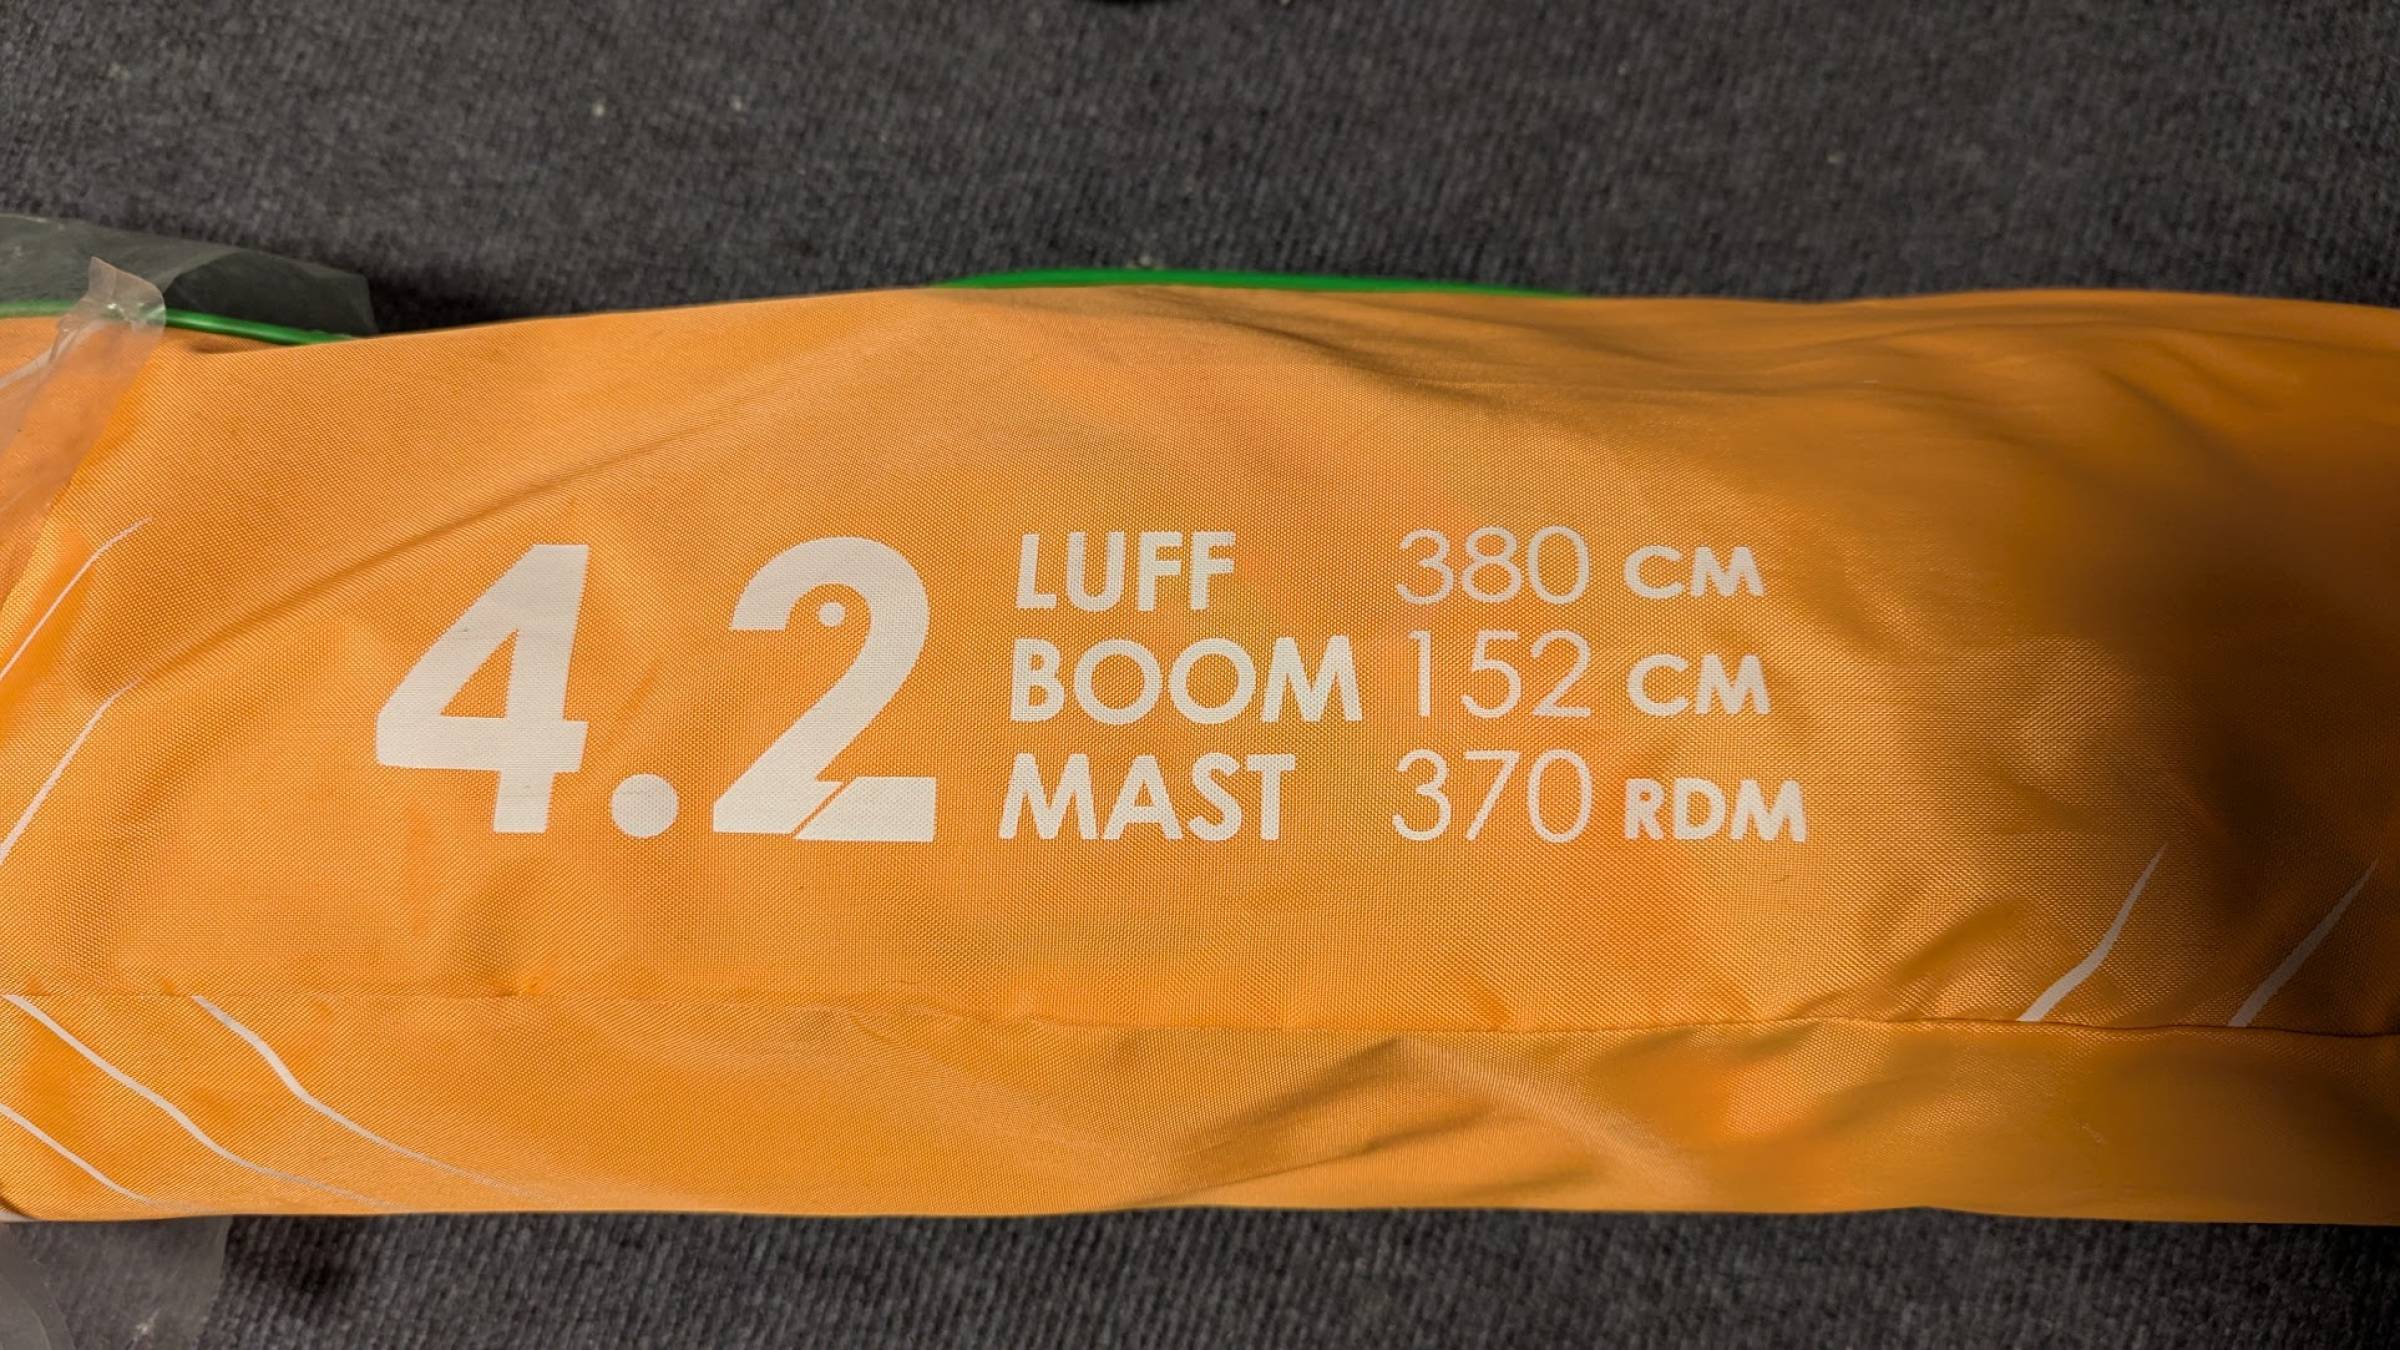 4.2
LUFF 380 CM
BOOM 152 CM
MAST 370 RDM